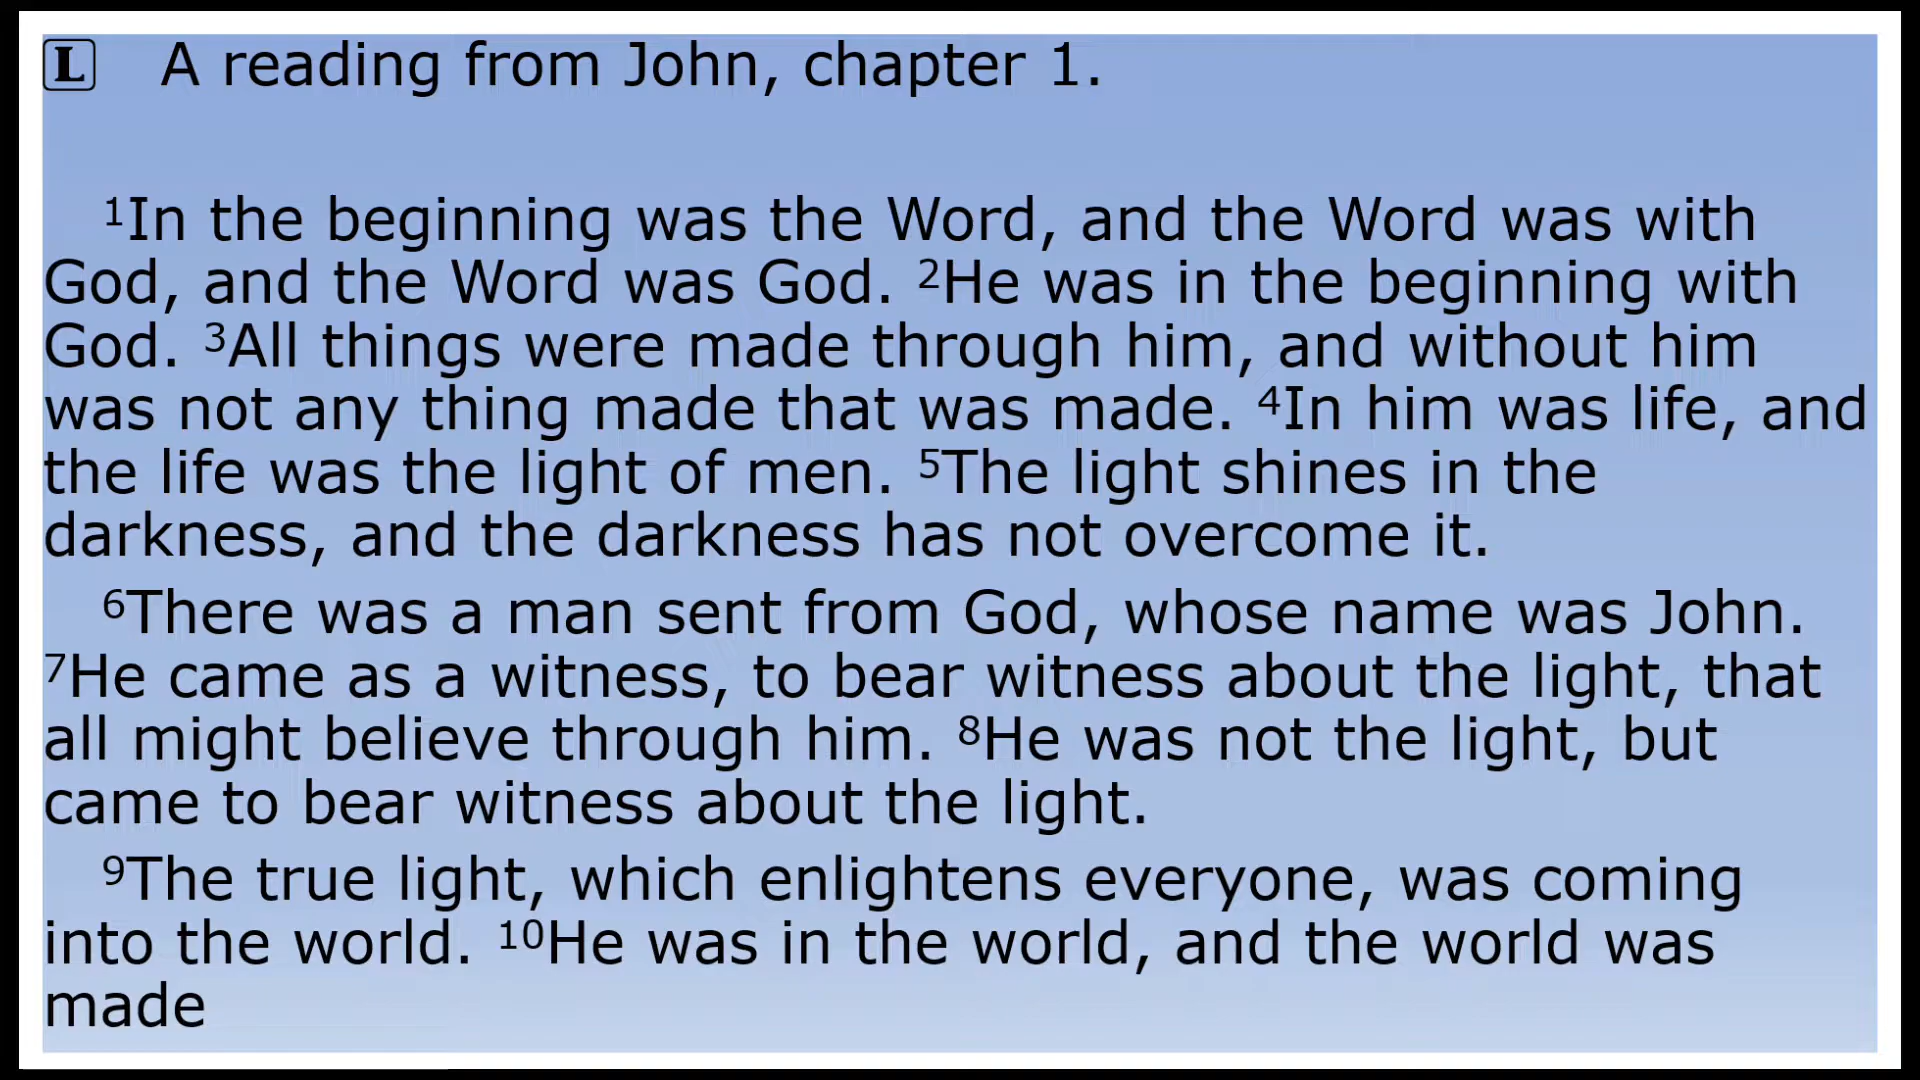 L A reading from John, chapter 1.
¹In the beginning was the Word, and the Word was with
God, and the Word was God. ²He was in the beginning with
God. ³All things were made through him, and without him
was not any thing made that was made. ⁴In him was life, and
the life was the light of men. ⁵The light shines in the
darkness, and the darkness has not overcome it.
⁶There was a man sent from God, whose name was John.
⁷He came as a witness, to bear witness about the light, that
all might believe through him. ⁸He was not the light, but
came to bear witness about the light.
⁹The true light, which enlightens everyone, was coming
into the world. ¹⁰He was in the world, and the world was
made